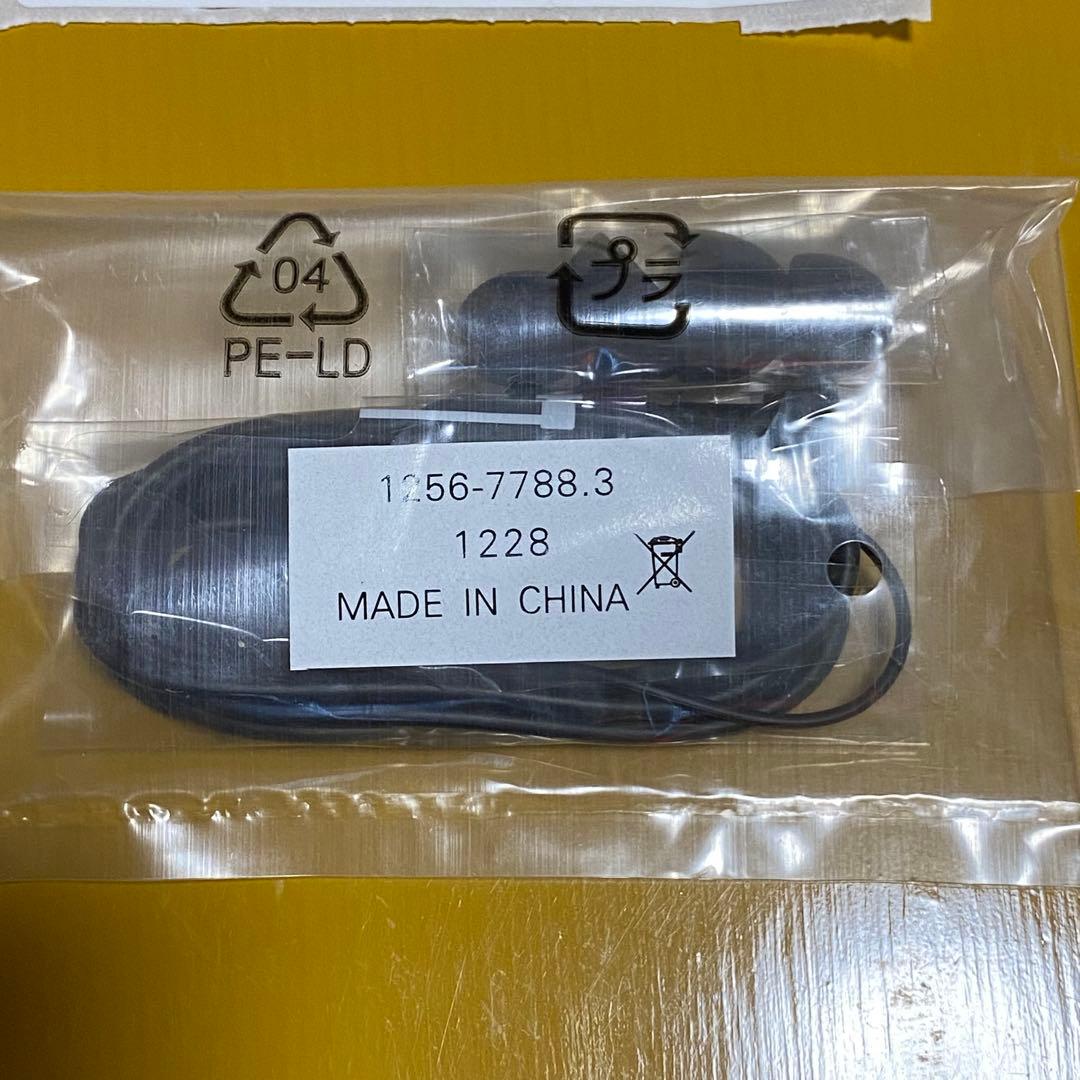 04
PE-LD
プラ
1256-7788.3
1228
MADE IN CHINA